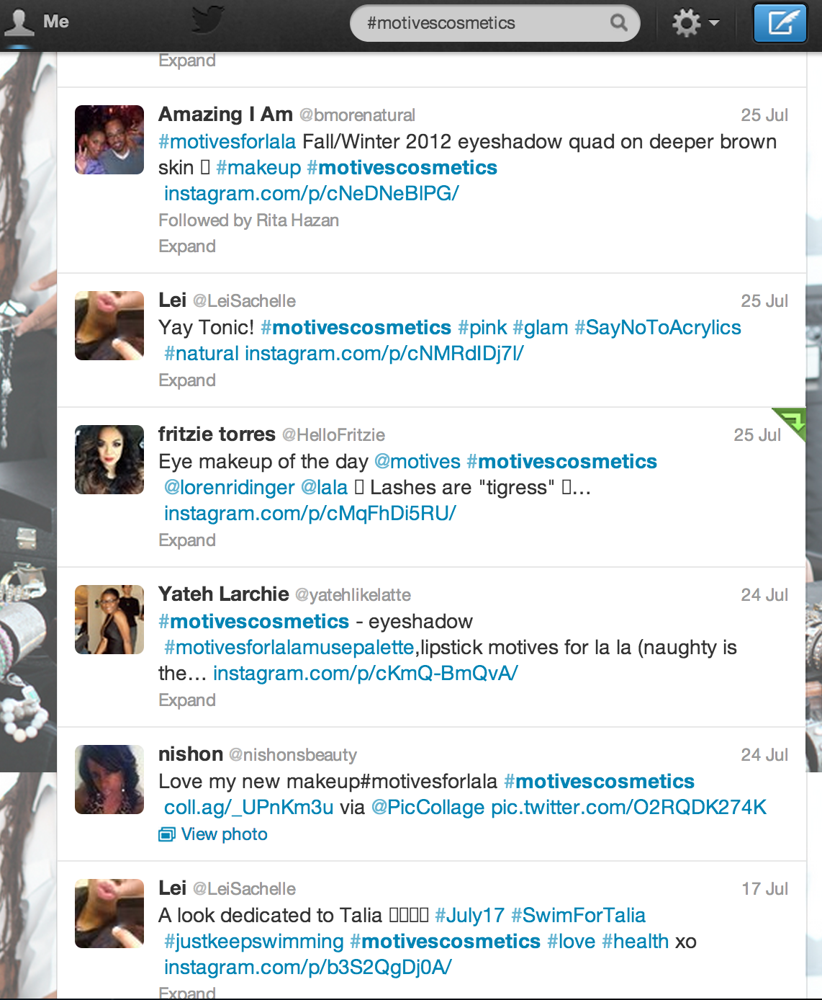 Me
#motivescosmetics
Expand
Amazing I Am @bmorenatural 25 Jul
#motivesforlala Fall/Winter 2012 eyeshadow quad on deeper brown
skin #makeup #motivescosmetics
instagram.com/p/cNeDNeBlPG/
Followed by Rita Hazan
Expand
Lei @LeiSachelle 25 Jul
Yay Tonic! #motivescosmetics #pink #glam #SayNoToAcrylics
#natural instagram.com/p/cNMRdIDj7l/
Expand
fritzie torres @HelloFritzie 25 Jul
Eye makeup of the day @motives #motivescosmetics
@lorenridinger @lala Lashes are "tigress" …
instagram.com/p/cMqFhDi5RU/
Expand
Yateh Larchie @yatehlikelatte 24 Jul
#motivescosmetics - eyeshadow
#motivesforlalamusepalette,lipstick motives for la la (naughty is
the… instagram.com/p/cKmQ-BmQvA/
Expand
nishon @nishonsbeauty 24 Jul
Love my new makeup#motivesforlala #motivescosmetics
coll.ag/_UPnKm3u via @PicCollage pic.twitter.com/O2RQDK274K
View photo
Lei @LeiSachelle 17 Jul
A look dedicated to Talia #July17 #SwimForTalia
#justkeepswimming #motivescosmetics #love #health xo
instagram.com/p/b3S2QgDj0A/
Expand